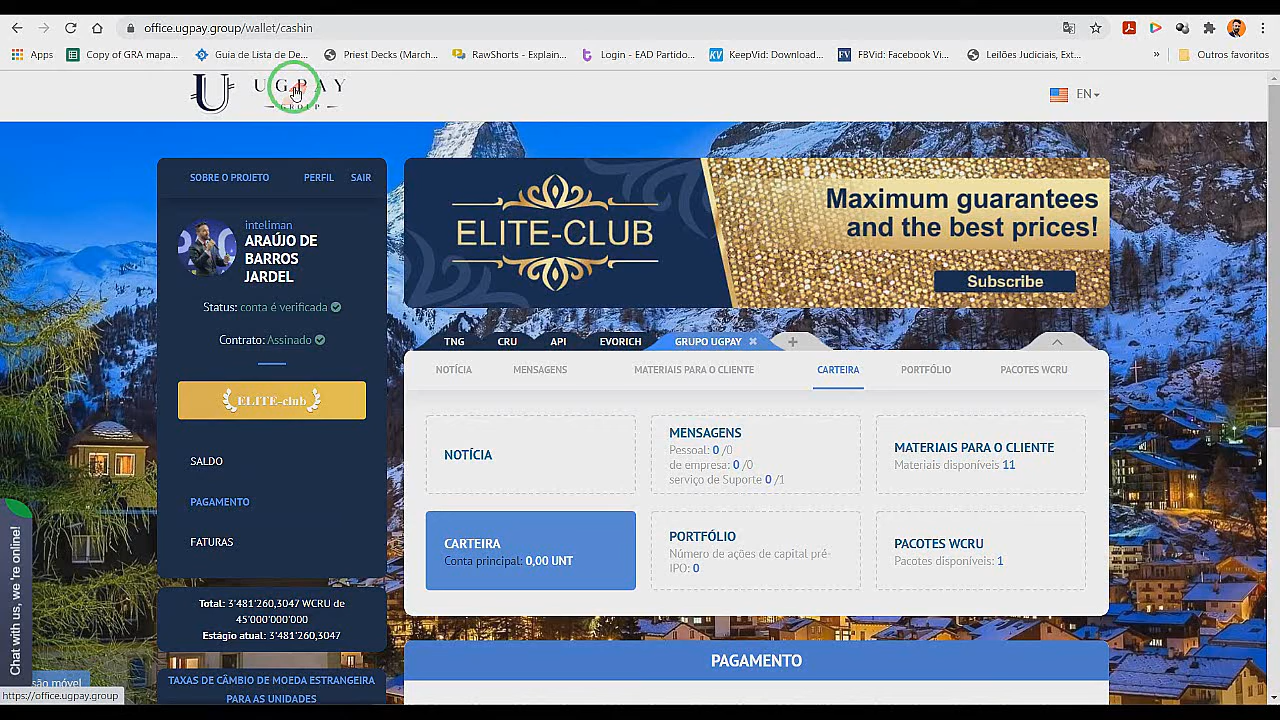 office.ugpay.group/wallet/cashin
Apps
Copy of GRA mapa...
Guia de Lista de De...
Priest Decks (March...
RawShorts - Explain...
Login - EAD Partido...
KeepVid: Download...
FBVid: Facebook Vi...
Leilões Judiciais, Ext...
»
Outros favoritos
UGPAY
GROUP
EN
SOBRE O PROJETO
PERFIL
SAIR
inteliman
ARAÚJO DE
BARROS
JARDEL
Status: conta é verificada
Contrato: Assinado
ELITE-club
SALDO
PAGAMENTO
FATURAS
Total: 3'481'260,3047 WCRU de
45'000'000'000
Estágio atual: 3'481'260,3047
TAXAS DE CÂMBIO DE MOEDA ESTRANGEIRA
PARA AS UNIDADES
ELITE-CLUB
Maximum guarantees
and the best prices!
Subscribe
TNG
CRU
API
EVORICH
GRUPO UGPAY
NOTÍCIA
MENSAGENS
MATERIAIS PARA O CLIENTE
CARTEIRA
PORTFÓLIO
PACOTES WCRU
NOTÍCIA
MENSAGENS
Pessoal: 0 /0
de empresa: 0 /0
serviço de Suporte 0 /1
MATERIAIS PARA O CLIENTE
Materiais disponíveis 11
CARTEIRA
Conta principal: 0,00 UNT
PORTFÓLIO
Número de ações de capital pré-
IPO: 0
PACOTES WCRU
Pacotes disponíveis: 1
PAGAMENTO
Chat with us, we're online!
são móvel
https://office.ugpay.group